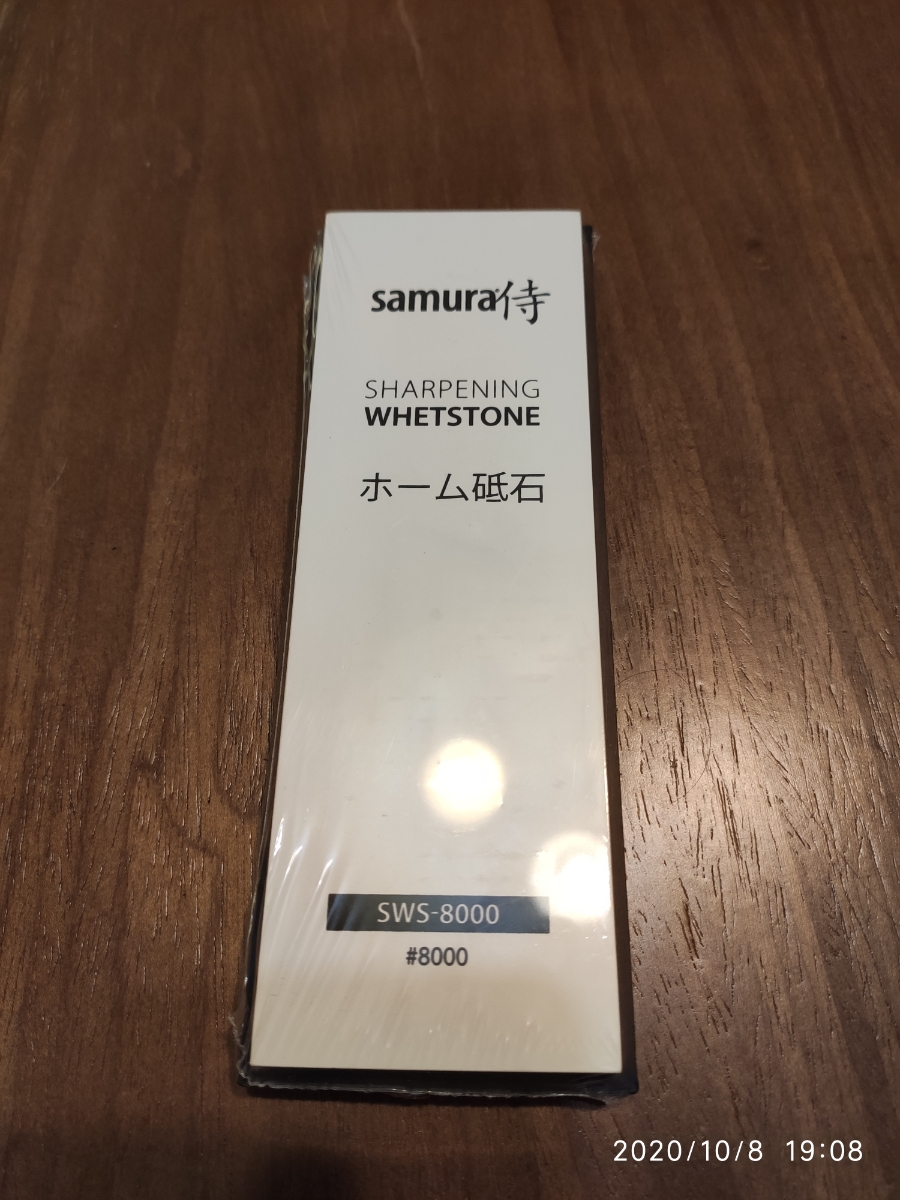 samura侍
SHARPENING
WHETSTONE
ホーム砥石
SWS-8000
#8000
2020/10/8 19:08